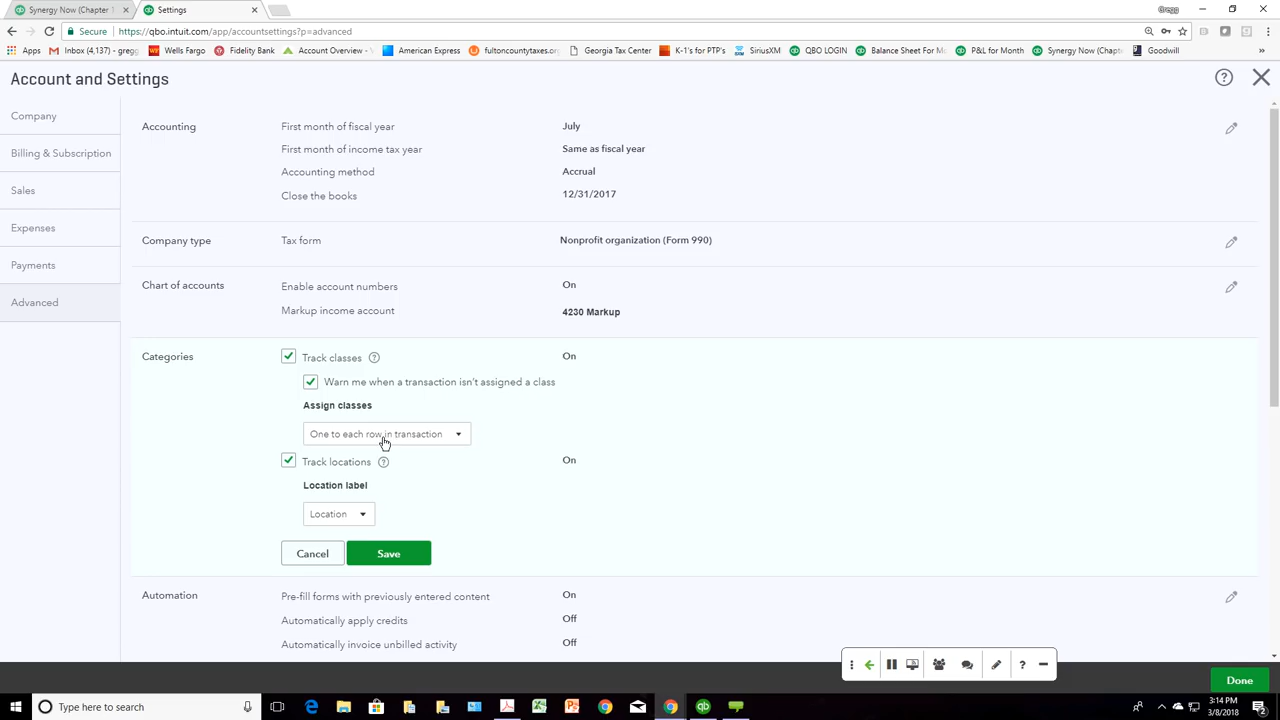 Synergy Now (Chapter 1
Settings
Gregg
Secure
https://qbo.intuit.com/app/accountsettings?p=advanced
Apps
Inbox (4,137) - gregg
Wells Fargo
Fidelity Bank
Account Overview -
American Express
fultoncountytaxes.or
Georgia Tax Center
K-1's for PTP's
SiriusXM
QBO LOGIN
Balance Sheet For M
P&L for Month
Synergy Now (Chapt
Goodwill
Account and Settings
Company
Billing & Subscription
Sales
Expenses
Payments
Advanced
Accounting
First month of fiscal year
July
First month of income tax year
Same as fiscal year
Accounting method
Accrual
Close the books
12/31/2017
Company type
Tax form
Nonprofit organization (Form 990)
Chart of accounts
Enable account numbers
On
Markup income account
4230 Markup
Categories
Track classes
On
Warn me when a transaction isn't assigned a class
Assign classes
One to each row in transaction
Track locations
On
Location label
Location
Cancel
Save
Automation
Pre-fill forms with previously entered content
On
Automatically apply credits
Off
Automatically invoice unbilled activity
Off
Done
Type here to search
3:14 PM
3/8/2018